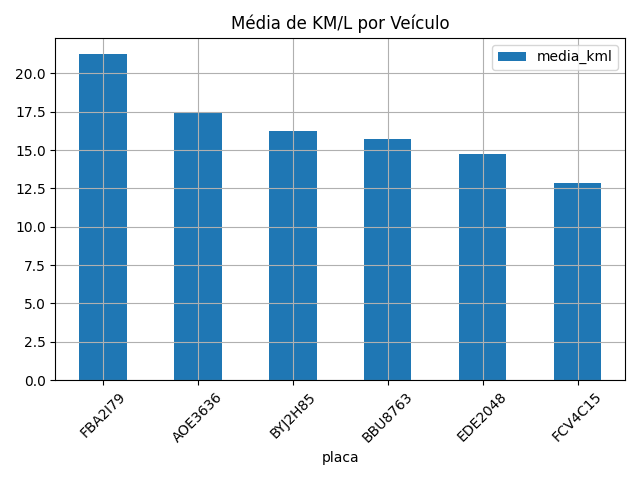 Média de KM/L por Veículo
media_kml
20.0
17.5
15.0
12.5
10.0
7.5
5.0
2.5
0.0
FBA2I79
AOE3636
BYJ2H85
BBU8763
EDE2048
FCV4C15
placa